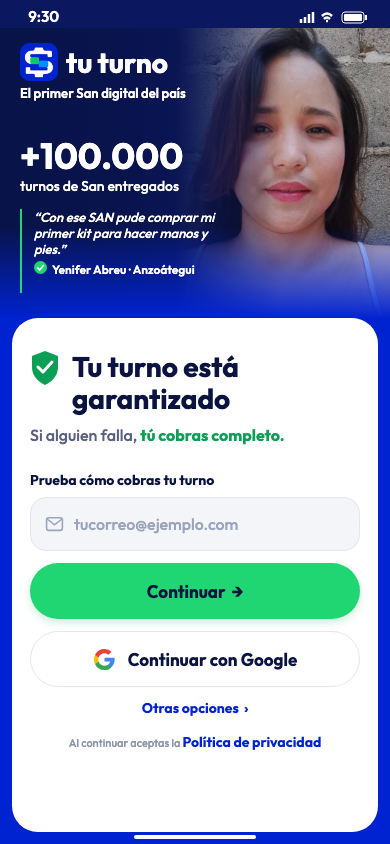 9:30
tu turno
El primer San digital del país
+100.000
turnos de San entregados
“Con ese SAN pude comprar mi
primer kit para hacer manos y
pies.”
Yenifer Abreu · Anzoátegui
Tu turno está
garantizado
Si alguien falla, tú cobras completo.
Prueba cómo cobras tu turno
tucorreo@ejemplo.com
Continuar →
Continuar con Google
Otras opciones ›
Al continuar aceptas la Política de privacidad